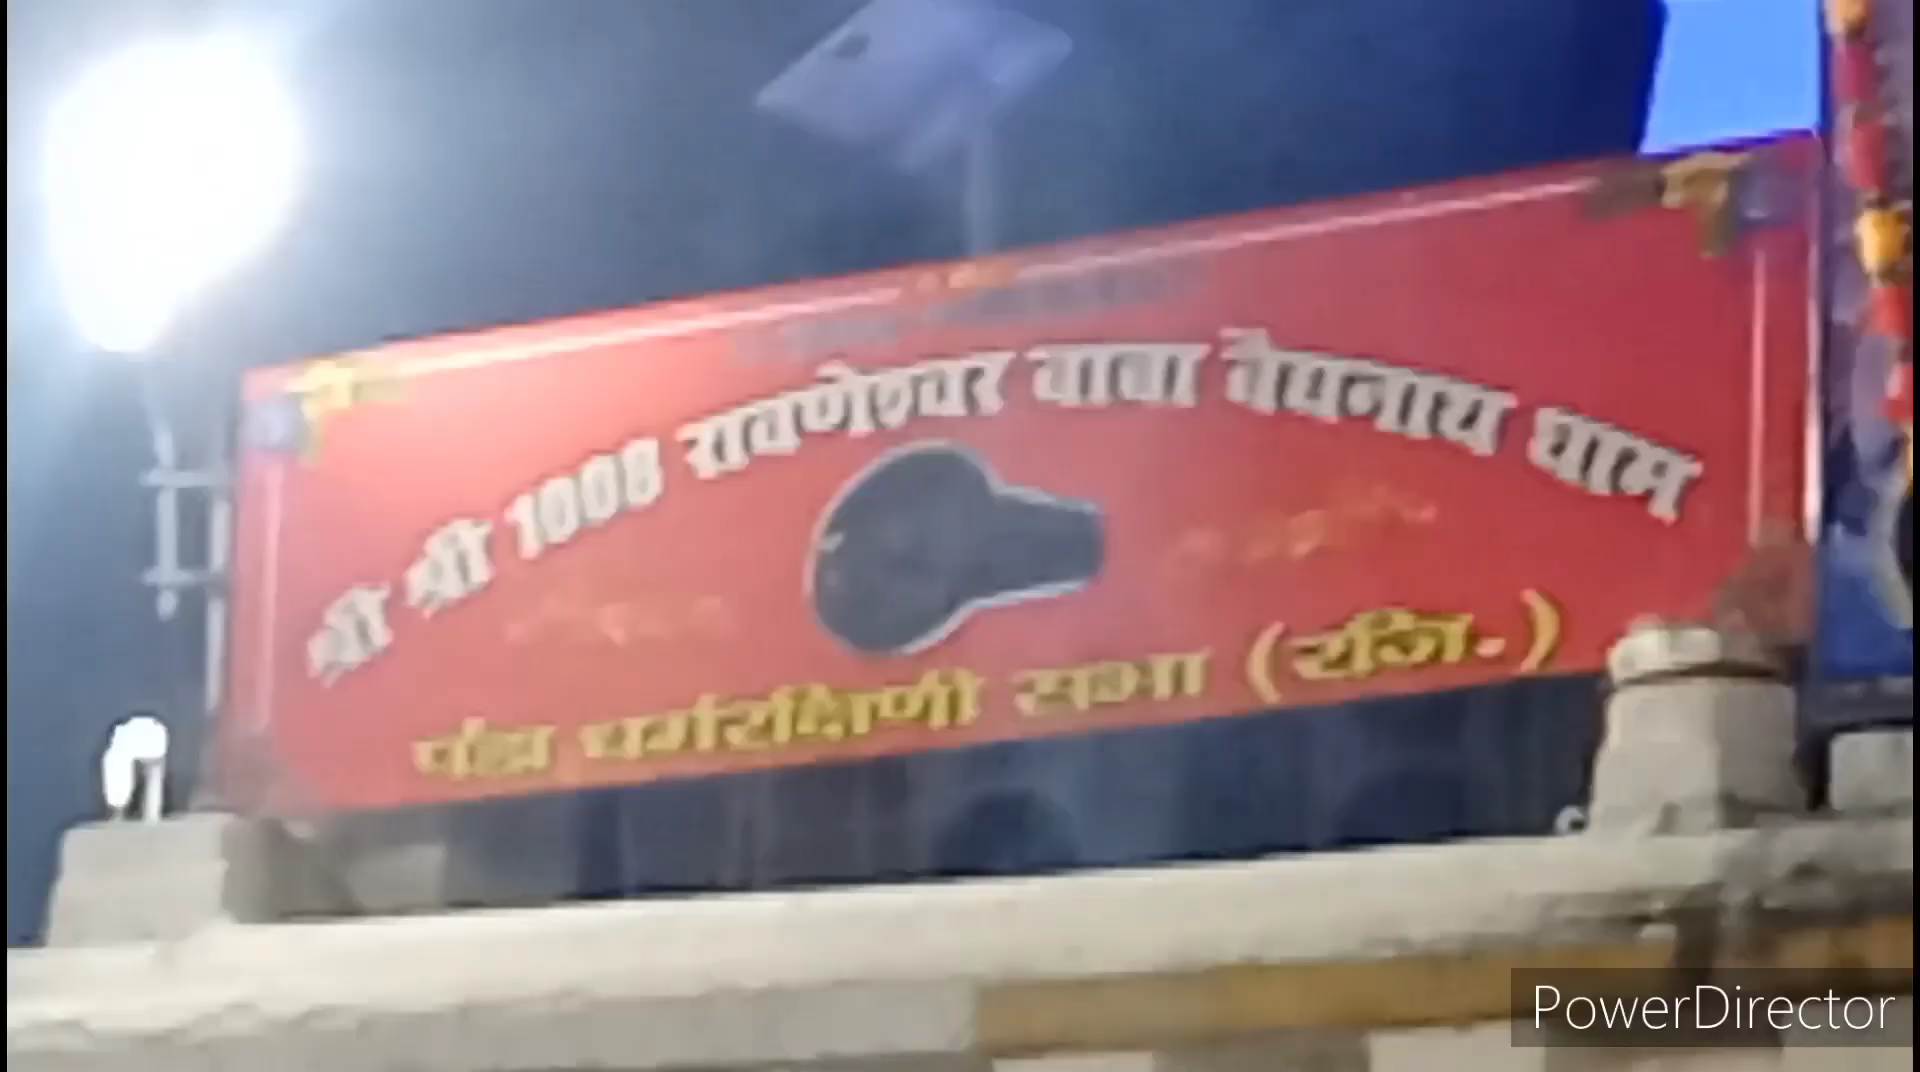 श्री श्री 1008 रावणेश्वर बाबा बैद्यनाथ धाम
पंडा धर्मरक्षिणी सभा (रजि.)
PowerDirector